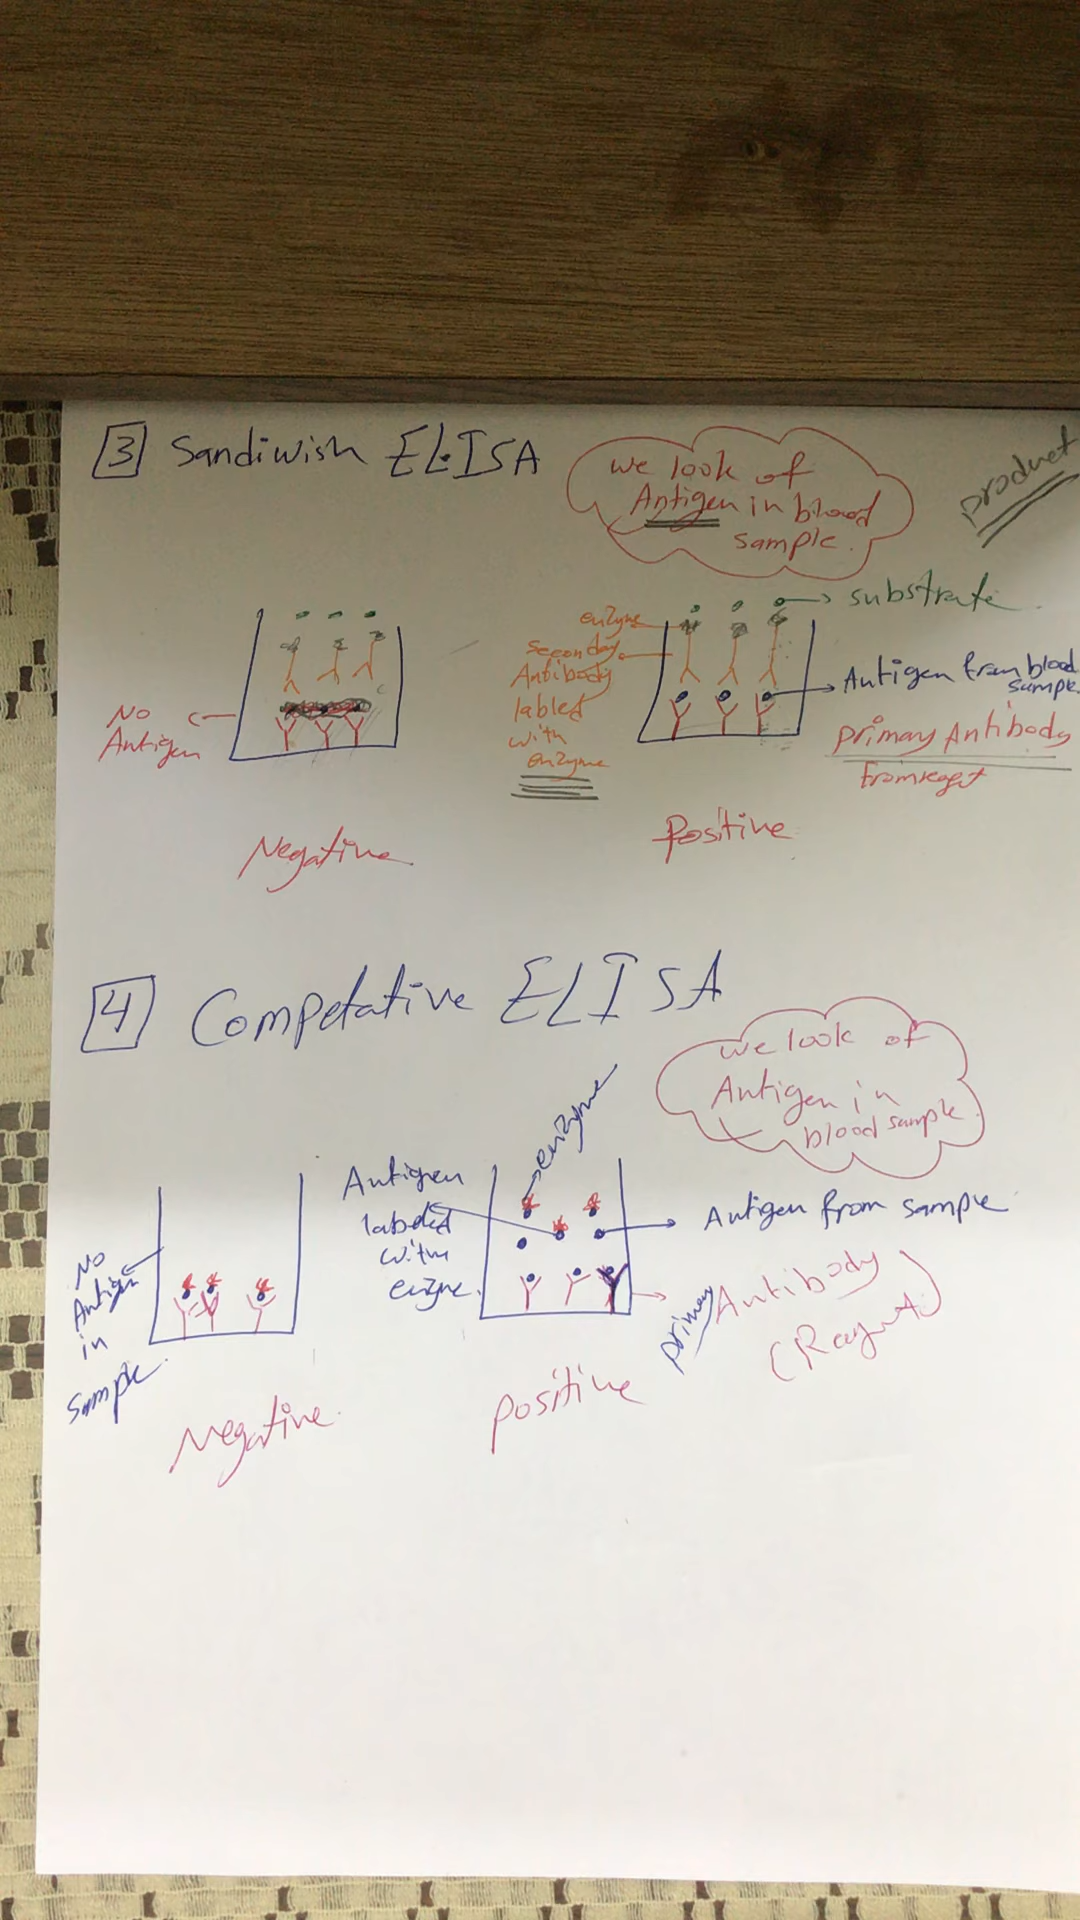 3 Sandiwish ELISA
we look of
Antigen in blood
sample.
product
enzyme
substrate
seconday
Antibody
labled
with
enzyme
Antigen from blood
sample
No
Antigen
primary Antibody
Negative
Positive
4 Competative ELISA
we look of
Antigen in
blood sample
enzyme
Antigen
labeled
with
enzyme.
Antigen from sample
No
Antigen
in
sample
primary Antibody
Negative
positive